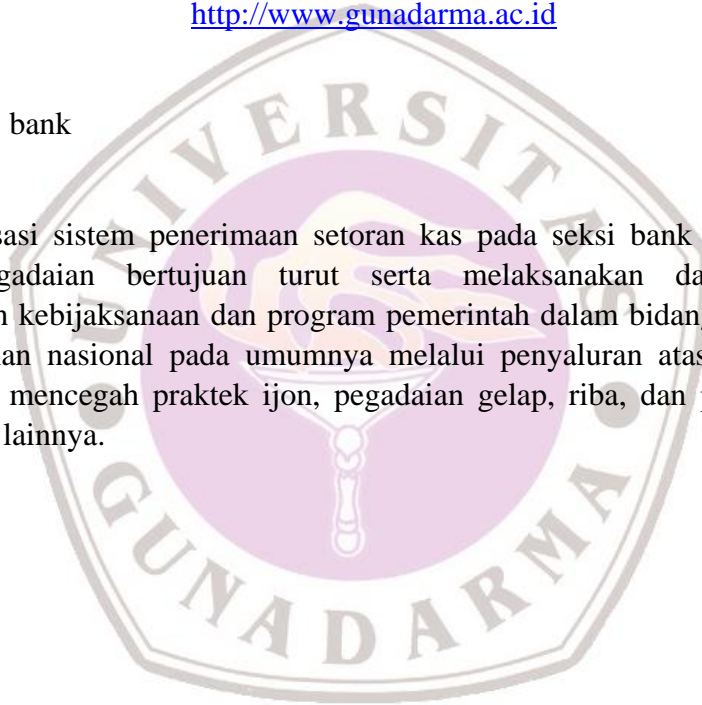 http://www.gunadarma.ac.id
bank
sasi sistem penerimaan setoran kas pada seksi bank
gadaian bertujuan turut serta melaksanakan da
n kebijaksanaan dan program pemerintah dalam bidang
an nasional pada umumnya melalui penyaluran atas
mencegah praktek ijon, pegadaian gelap, riba, dan p
lainnya.
UNIVERSITAS
GUNADARMA